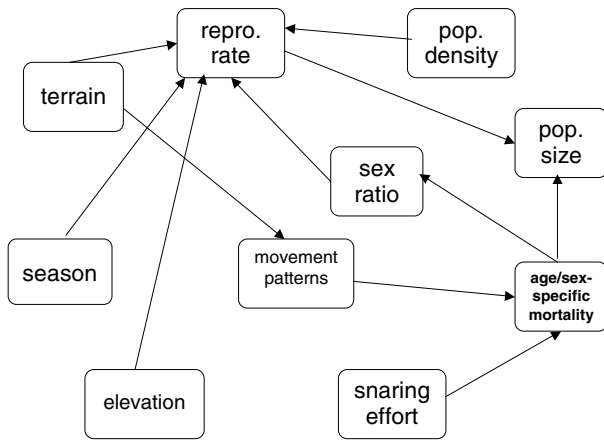 repro.
rate
pop.
density
terrain
pop.
size
sex
ratio
season
movement
patterns
age/sex-
specific
mortality
elevation
snaring
effort